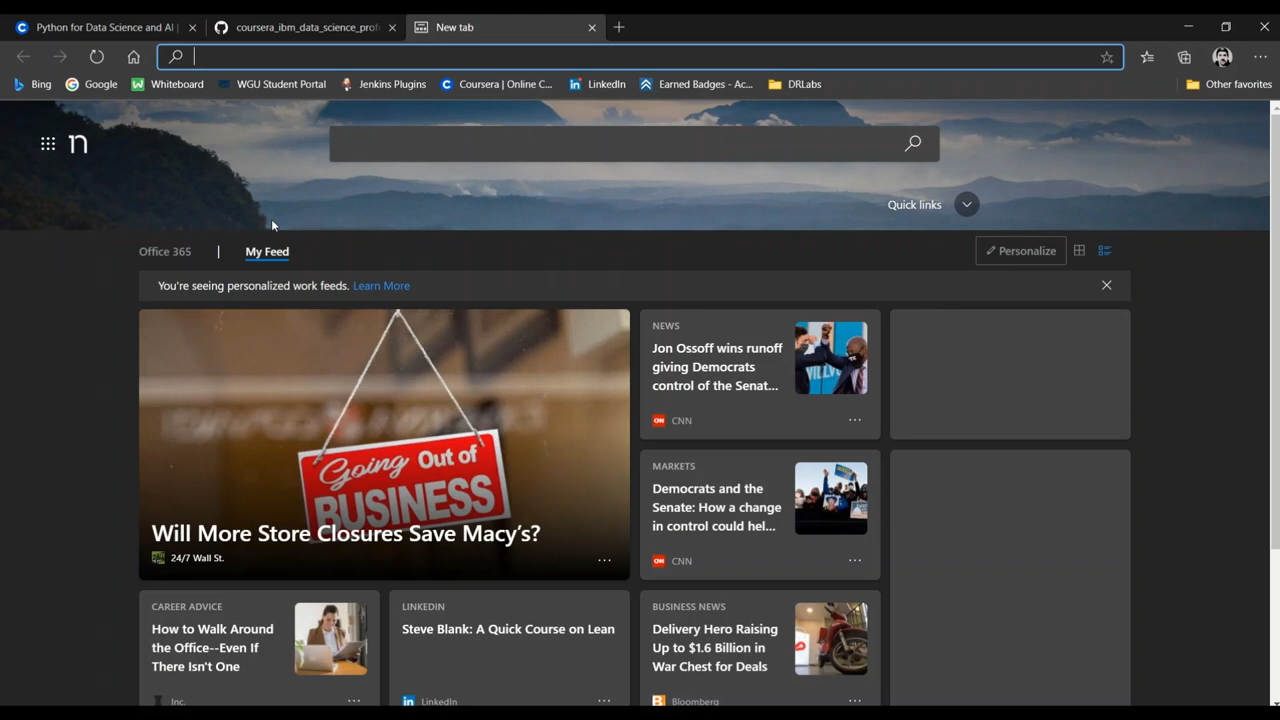 Python for Data Science and AI |
coursera_ibm_data_science_prof
New tab
Bing
Google
Whiteboard
WGU Student Portal
Jenkins Plugins
Coursera | Online C...
LinkedIn
Earned Badges - Ac...
DRLabs
Other favorites
n
Quick links
Office 365 | My Feed
Personalize
You're seeing personalized work feeds. Learn More
Going Out of
BUSINESS
Will More Store Closures Save Macy's?
24/7 Wall St.
NEWS
Jon Ossoff wins runoff
giving Democrats
control of the Senat...
CNN
MARKETS
Democrats and the
Senate: How a change
in control could hel...
CNN
CAREER ADVICE
How to Walk Around
the Office--Even If
There Isn't One
Inc.
LINKEDIN
Steve Blank: A Quick Course on Lean
LinkedIn
BUSINESS NEWS
Delivery Hero Raising
Up to $1.6 Billion in
War Chest for Deals
Bloomberg